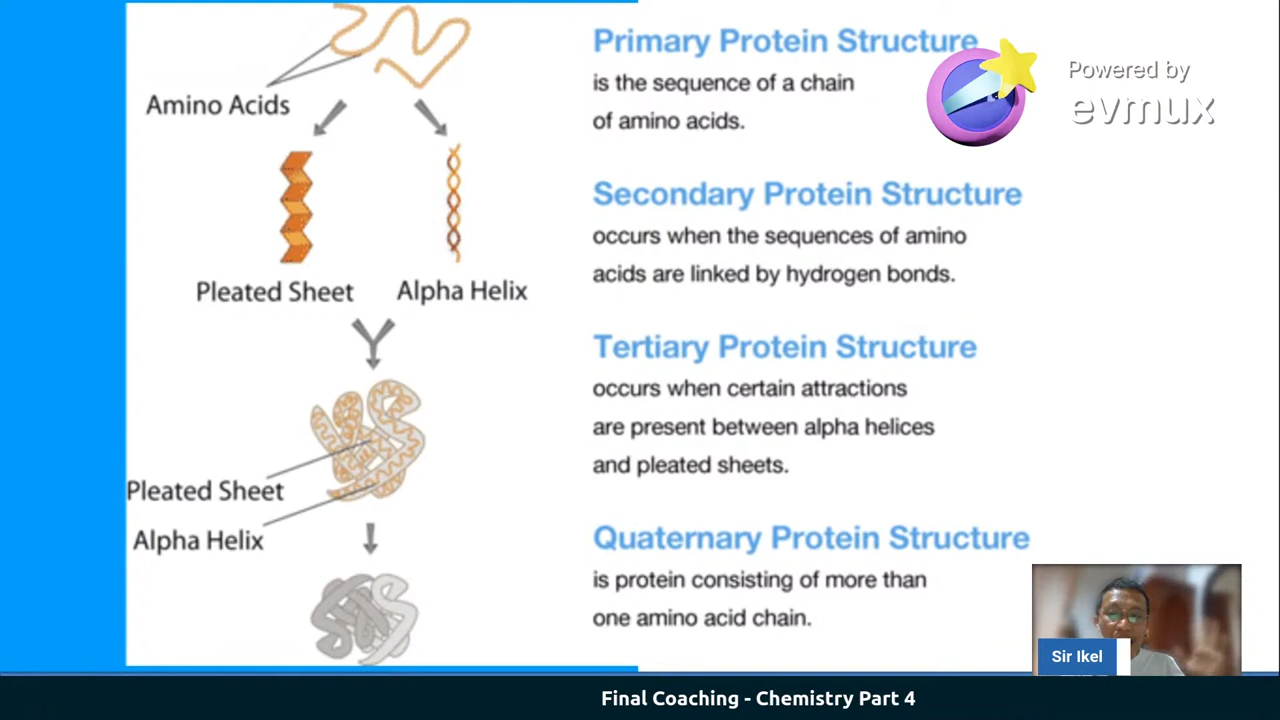 Amino Acids
Pleated Sheet
Alpha Helix
Pleated Sheet
Alpha Helix
Primary Protein Structure
is the sequence of a chain
of amino acids.
Secondary Protein Structure
occurs when the sequences of amino
acids are linked by hydrogen bonds.
Tertiary Protein Structure
occurs when certain attractions
are present between alpha helices
and pleated sheets.
Quaternary Protein Structure
is protein consisting of more than
one amino acid chain.
Powered by
evmux
Sir Ikel
Final Coaching - Chemistry Part 4